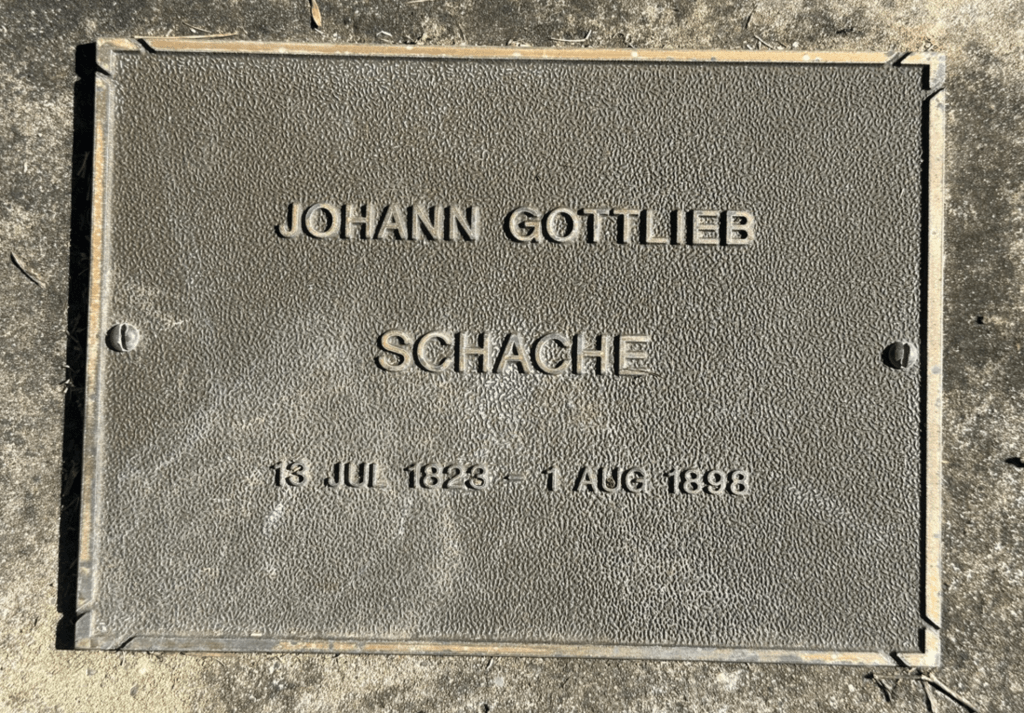 JOHANN GOTTLIEB
SCHACHE
13 JUL 1823 - 1 AUG 1898